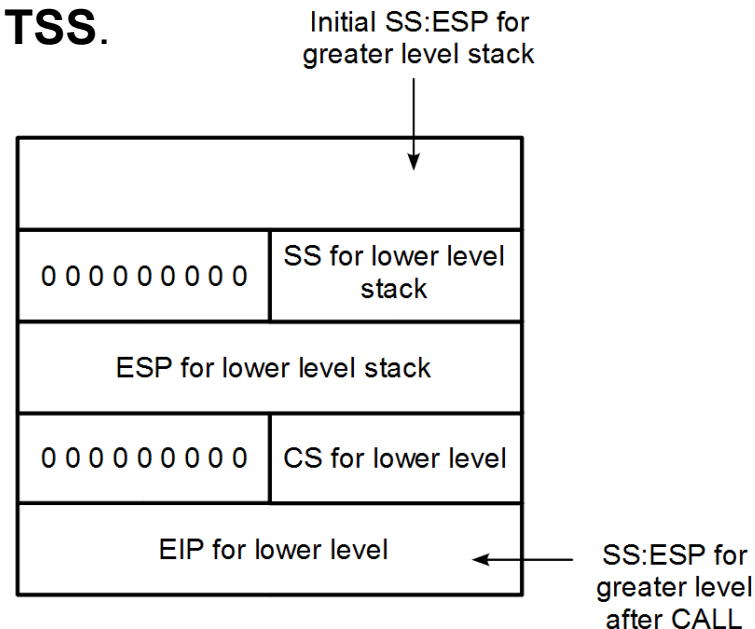 TSS.
Initial SS:ESP for
greater level stack
0 0 0 0 0 0 0 0 0
SS for lower level
stack
ESP for lower level stack
0 0 0 0 0 0 0 0 0
CS for lower level
EIP for lower level
SS:ESP for
greater level
after CALL